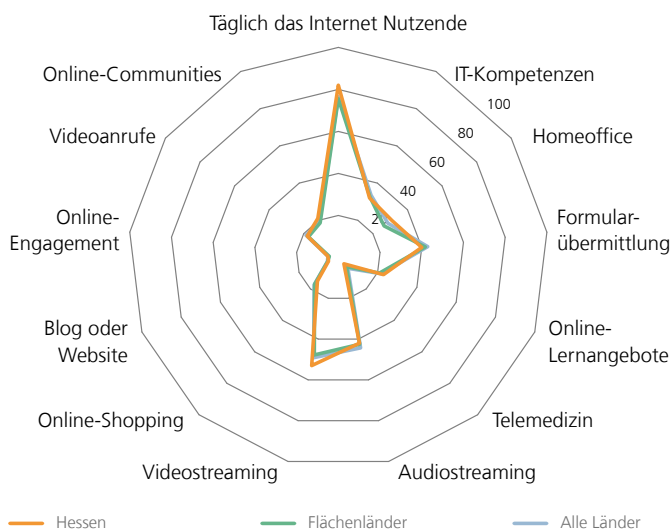 Täglich das Internet Nutzende
Online-Communities
IT-Kompetenzen
100
Videoanrufe
80
Homeoffice
60
40
Online-
Engagement
2
Formular-
übermittlung
Blog oder
Website
Online-
Lernangebote
Online-Shopping
Telemedizin
Videostreaming
Audiostreaming
Hessen
Flächenländer
Alle Länder